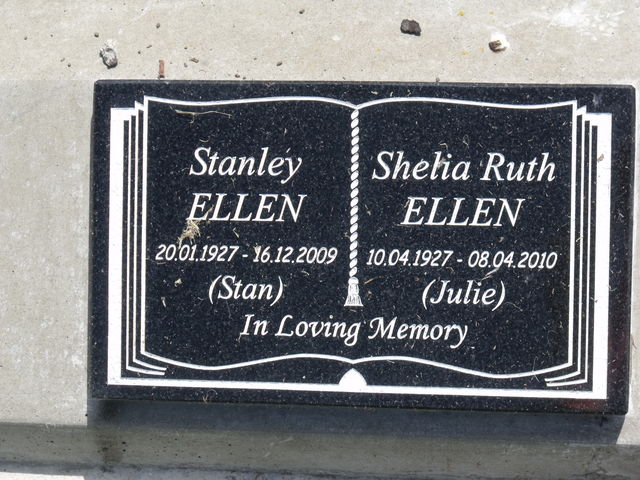 Stanley
ELLEN
20.01.1927 - 16.12.2009
(Stan)
Shelia Ruth
ELLEN
10.04.1927 - 08.04.2010
(Julie)
In Loving Memory